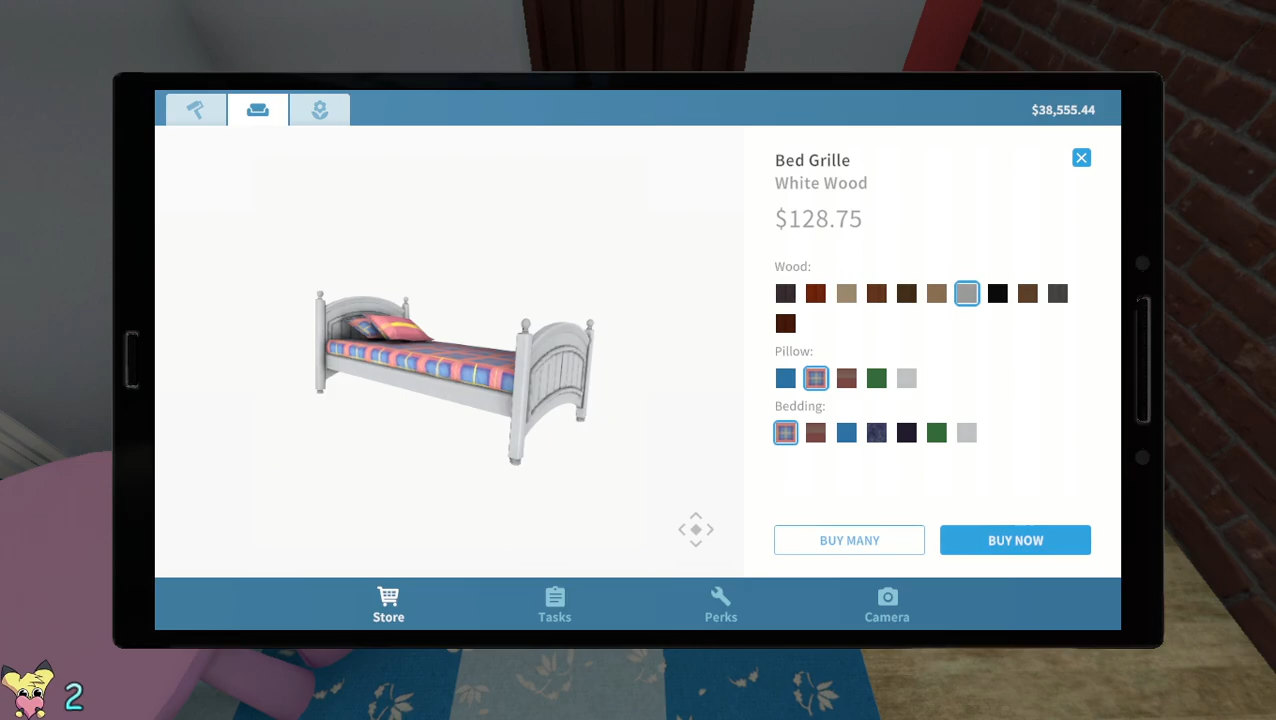 $38,555.44
Bed Grille
White Wood
$128.75
Wood:
Pillow:
Bedding:
BUY MANY
BUY NOW
Store
Tasks
Perks
Camera
2